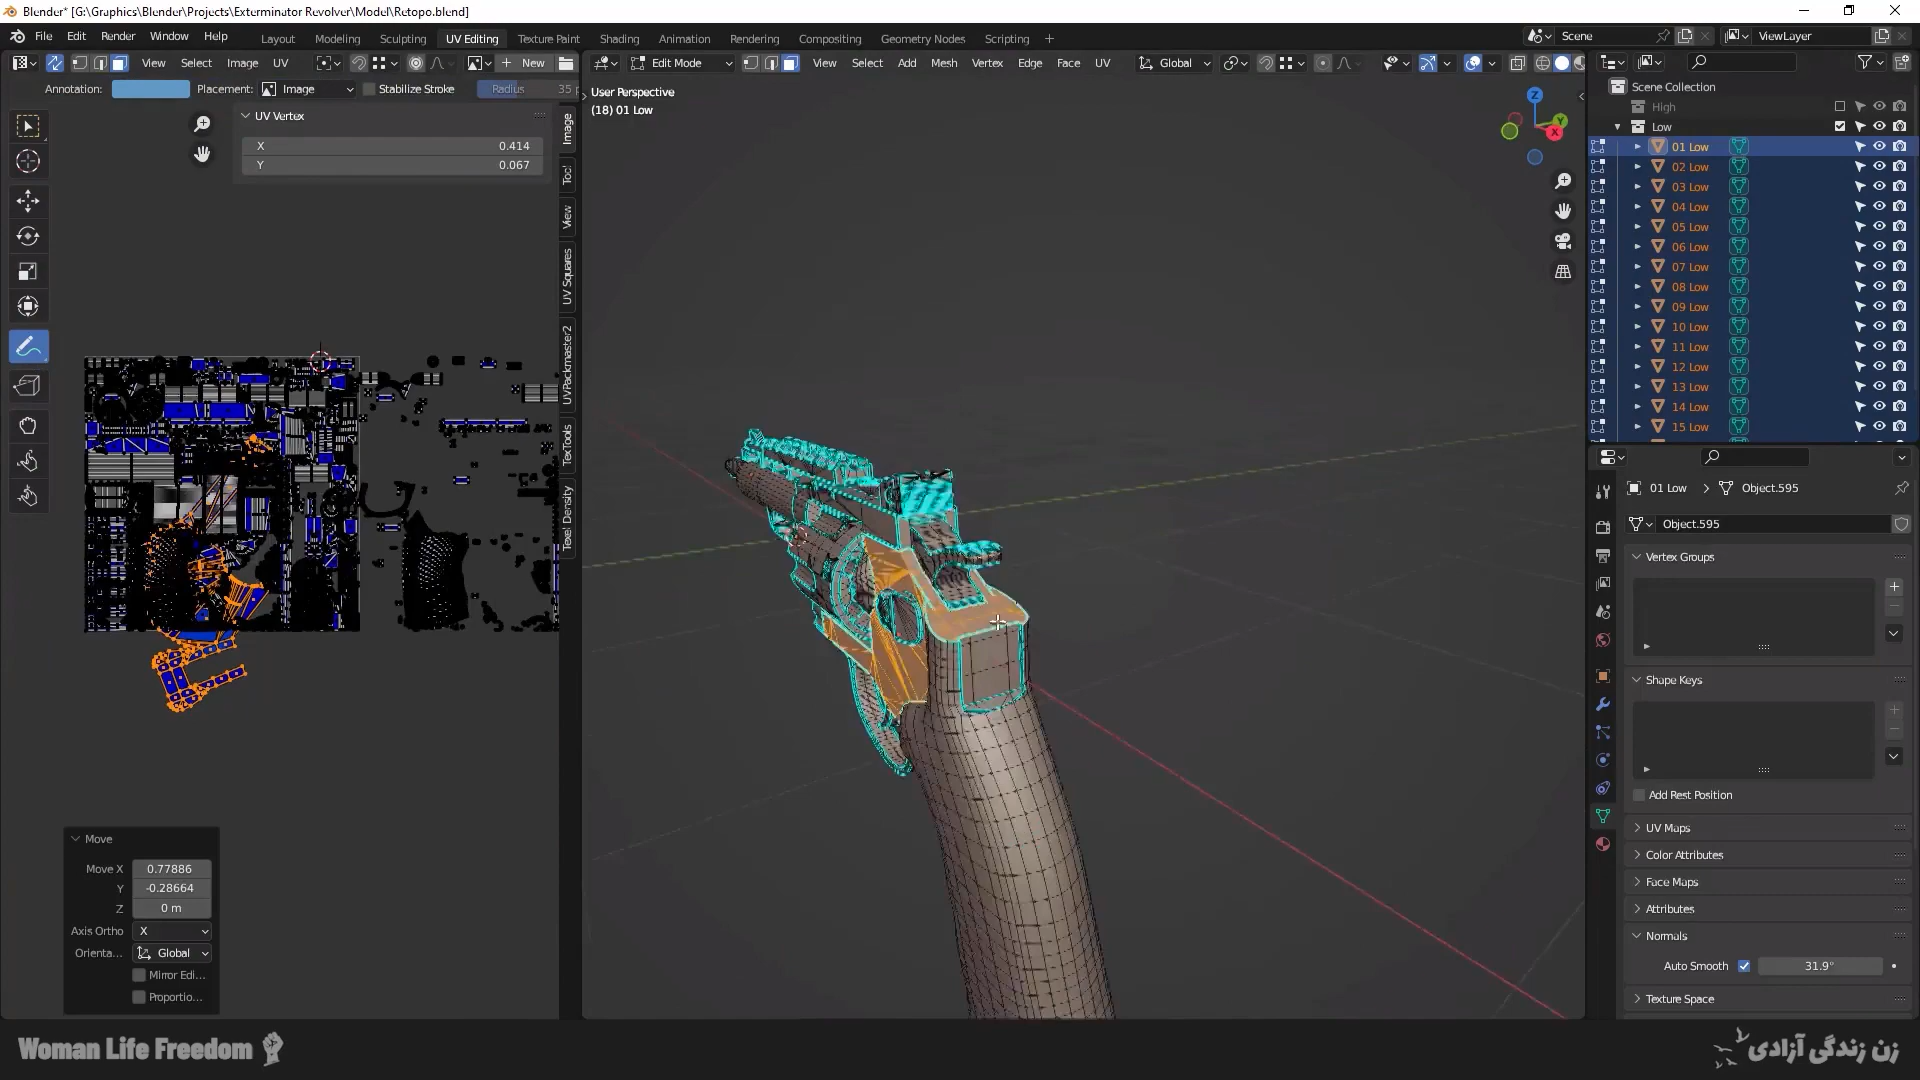 Blender* [G:\Graphics\Blender\Projects\Exterminator Revolver\Model\Retopo.blend]
File Edit Render Window Help
Layout Modeling Sculpting UV Editing Texture Paint Shading Animation Rendering Compositing Geometry Nodes Scripting +
Scene
ViewLayer
View Select Image UV
New
Edit Mode
View Select Add Mesh Vertex Edge Face UV
Global
Annotation:
Placement: Image
Stabilize Stroke
Radius 35 p
UV Vertex
X 0.414
Y 0.067
Image
Tool
View
UV Squares
UVPackmaster2
TexTools
Texel Density
User Perspective
(18) 01 Low
Z
Y
X
Scene Collection
High
Low
01 Low
02 Low
03 Low
04 Low
05 Low
06 Low
07 Low
08 Low
09 Low
10 Low
11 Low
12 Low
13 Low
14 Low
15 Low
01 Low > Object.595
Object.595
Vertex Groups
Shape Keys
Add Rest Position
UV Maps
Color Attributes
Face Maps
Attributes
Normals
Auto Smooth 31.9°
Texture Space
Move
Move X 0.77886
Y -0.28664
Z 0 m
Axis Ortho X
Orienta... Global
Mirror Edi...
Proportio...
Woman Life Freedom
زن زندگی آزادی